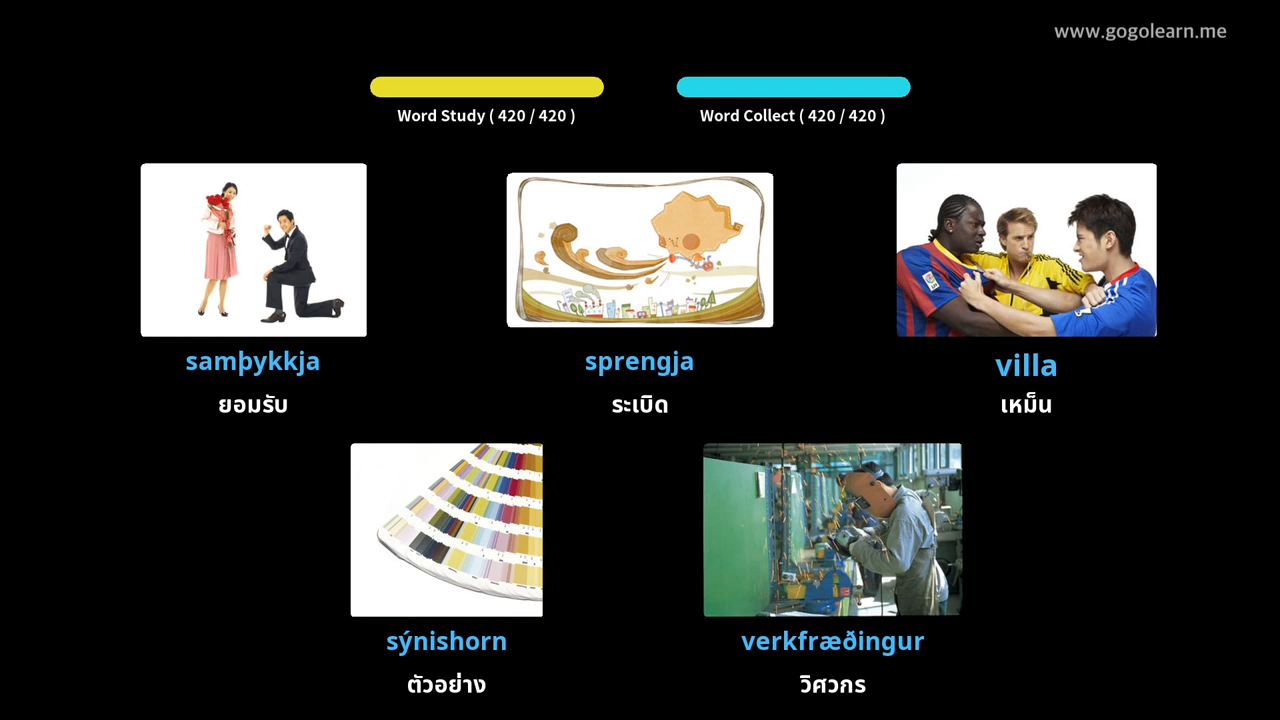 www.gogolearn.me
Word Study ( 420 / 420 )
Word Collect ( 420 / 420 )
samþykkja
sprengja
villa
ยอมรับ
ระเบิด
เหม็น
sýnishorn
verkfræðingur
ตัวอย่าง
วิศวกร